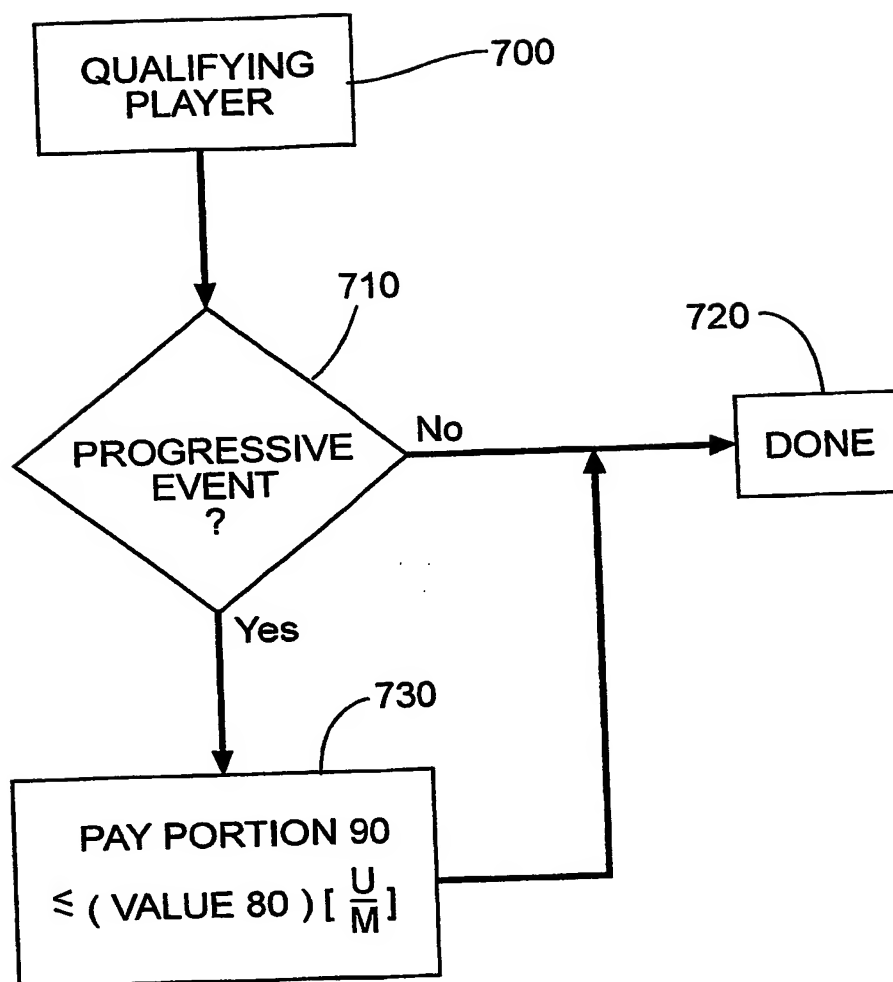 QUALIFYING
PLAYER
700
710
PROGRESSIVE
EVENT
?
No
720
DONE
Yes
730
PAY PORTION 90
≤ ( VALUE 80 ) [ U/M ]